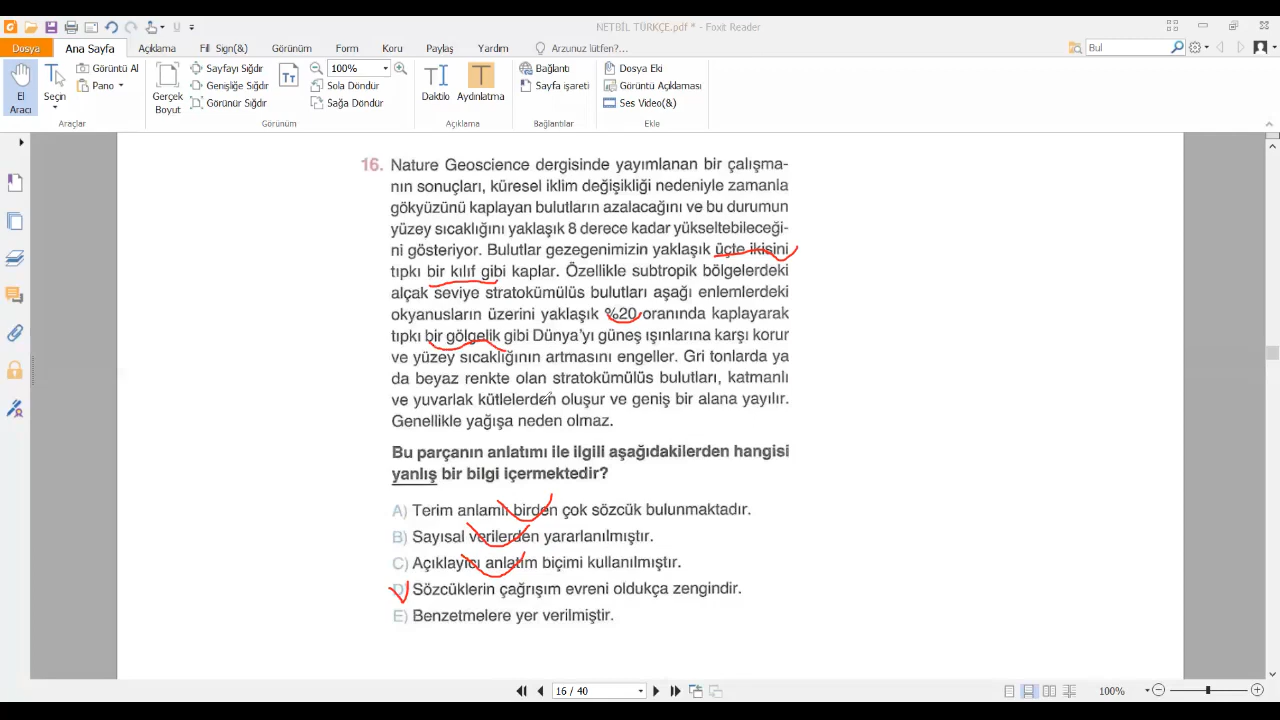 NETBİL TÜRKÇE.pdf * - Foxit Reader
Dosya Ana Sayfa Açıklama Fill Sign(&) Görünüm Form Koru Paylaş Yardım Arzunuz lütfen?... Bul
El Aracı
Seçin
Görüntü Al
Pano
Araçlar
Gerçek Boyut
Sayfayı Sığdır
Genişliğe Sığdır
Görünür Sığdır
100%
Sola Döndür
Sağa Döndür
Görünüm
Daktilo
Aydınlatma
Açıklama
Bağlantı
Sayfa işareti
Bağlantılar
Dosya Eki
Görüntü Açıklaması
Ses Video(&)
Ekle
16. Nature Geoscience dergisinde yayımlanan bir çalışma-
nın sonuçları, küresel iklim değişikliği nedeniyle zamanla
gökyüzünü kaplayan bulutların azalacağını ve bu durumun
yüzey sıcaklığını yaklaşık 8 derece kadar yükseltebileceği-
ni gösteriyor. Bulutlar gezegenimizin yaklaşık üçte ikisini
tıpkı bir kılıf gibi kaplar. Özellikle subtropik bölgelerdeki
alçak seviye stratokümülüs bulutları aşağı enlemlerdeki
okyanusların üzerini yaklaşık %20 oranında kaplayarak
tıpkı bir gölgelik gibi Dünya'yı güneş ışınlarına karşı korur
ve yüzey sıcaklığının artmasını engeller. Gri tonlarda ya
da beyaz renkte olan stratokümülüs bulutları, katmanlı
ve yuvarlak kütlelerden oluşur ve geniş bir alana yayılır.
Genellikle yağışa neden olmaz.
Bu parçanın anlatımı ile ilgili aşağıdakilerden hangisi
yanlış bir bilgi içermektedir?
A) Terim anlamlı birden çok sözcük bulunmaktadır.
B) Sayısal verilerden yararlanılmıştır.
C) Açıklayıcı anlatım biçimi kullanılmıştır.
D) Sözcüklerin çağrışım evreni oldukça zengindir.
E) Benzetmelere yer verilmiştir.
16 / 40
100%